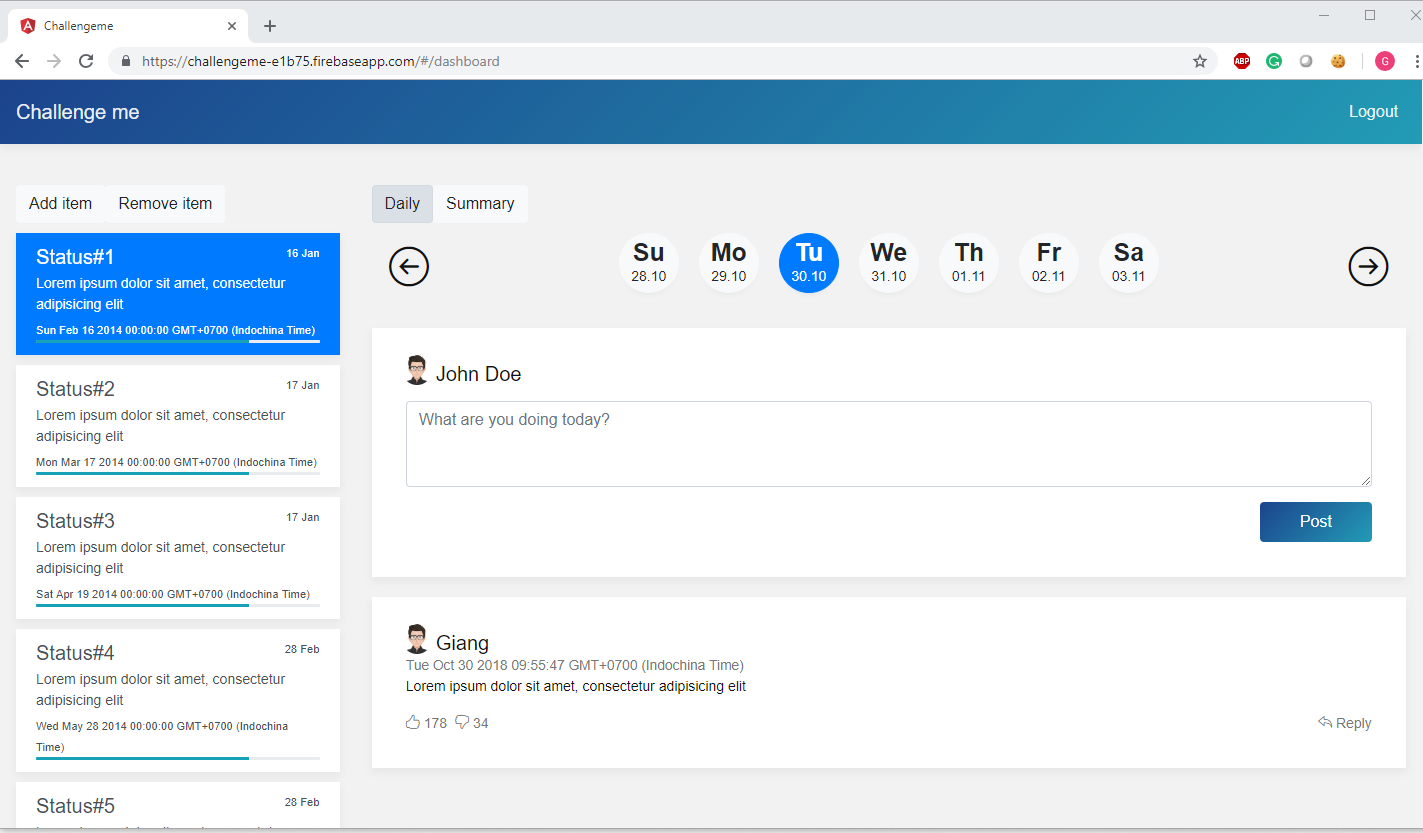 Challengeme
https://challengeme-e1b75.firebaseapp.com/#/dashboard
ABP
G
G
Challenge me
Logout
Add item
Remove item
Status#1
16 Jan
Lorem ipsum dolor sit amet, consectetur
adipisicing elit
Sun Feb 16 2014 00:00:00 GMT+0700 (Indochina Time)
Status#2
17 Jan
Lorem ipsum dolor sit amet, consectetur
adipisicing elit
Mon Mar 17 2014 00:00:00 GMT+0700 (Indochina Time)
Status#3
17 Jan
Lorem ipsum dolor sit amet, consectetur
adipisicing elit
Sat Apr 19 2014 00:00:00 GMT+0700 (Indochina Time)
Status#4
28 Feb
Lorem ipsum dolor sit amet, consectetur
adipisicing elit
Wed May 28 2014 00:00:00 GMT+0700 (Indochina
Time)
Status#5
28 Feb
Daily
Summary
Su
28.10
Mo
29.10
Tu
30.10
We
31.10
Th
01.11
Fr
02.11
Sa
03.11
John Doe
What are you doing today?
Post
Giang
Tue Oct 30 2018 09:55:47 GMT+0700 (Indochina Time)
Lorem ipsum dolor sit amet, consectetur adipisicing elit
178
34
Reply